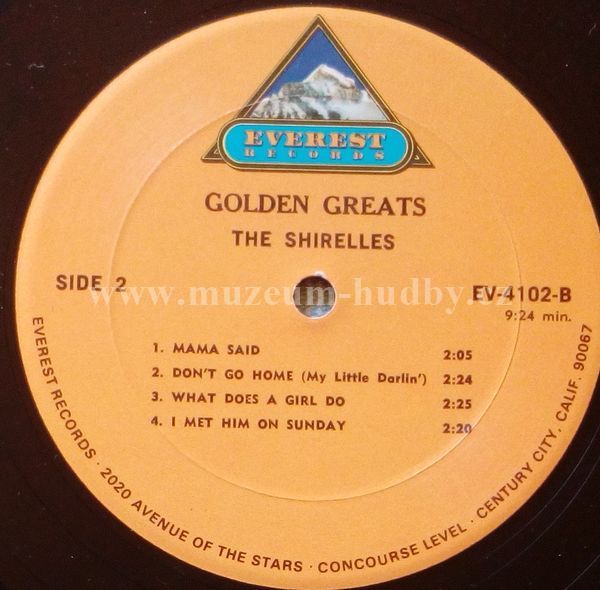 EVEREST
RECORDS
GOLDEN GREATS
THE SHIRELLES
SIDE 2
EV-4102-B
9:24 min.
www.muzeum-hudby.cz
1. MAMA SAID 2:05
2. DON'T GO HOME (My Little Darlin') 2:24
3. WHAT DOES A GIRL DO 2:25
4. I MET HIM ON SUNDAY 2:20
EVEREST RECORDS · 2020 AVENUE OF THE STARS · CONCOURSE LEVEL · CENTURY CITY, CALIF. 90067